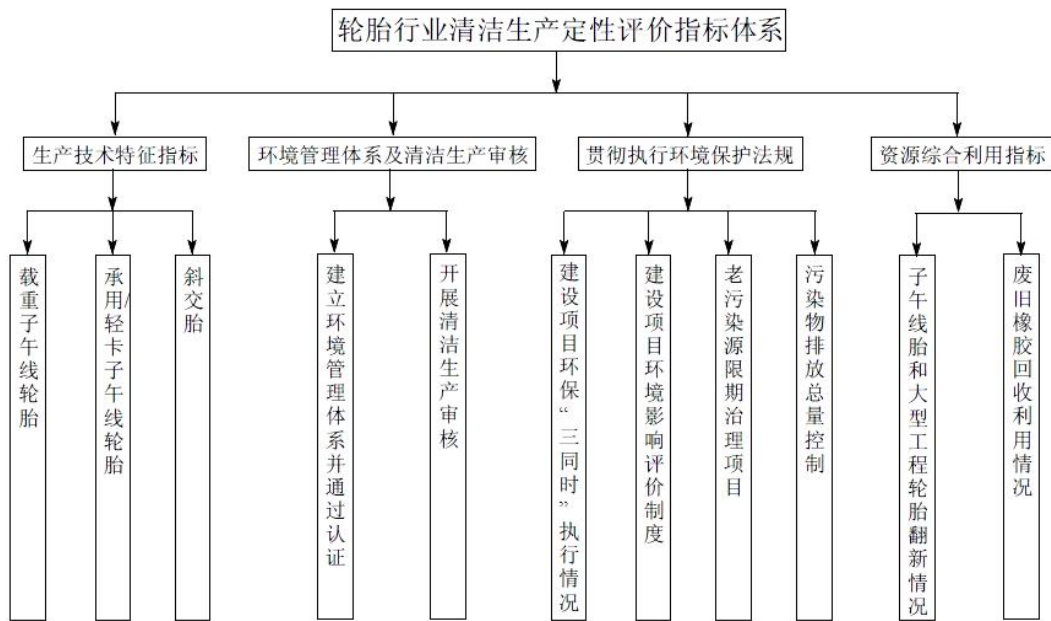 轮胎行业清洁生产定性评价指标体系
生产技术特征指标
环境管理体系及清洁生产审核
贯彻执行环境保护法规
资源综合利用指标
载重子午线轮胎
承用/轻卡子午线轮胎
斜交胎
建立环境管理体系并通过认证
开展清洁生产审核
建设项目环保“三同时”执行情况
建设项目环境影响评价制度
老污染源限期治理项目
污染物排放总量控制
子午线胎和大型工程轮胎翻新情况
废旧橡胶回收利用情况